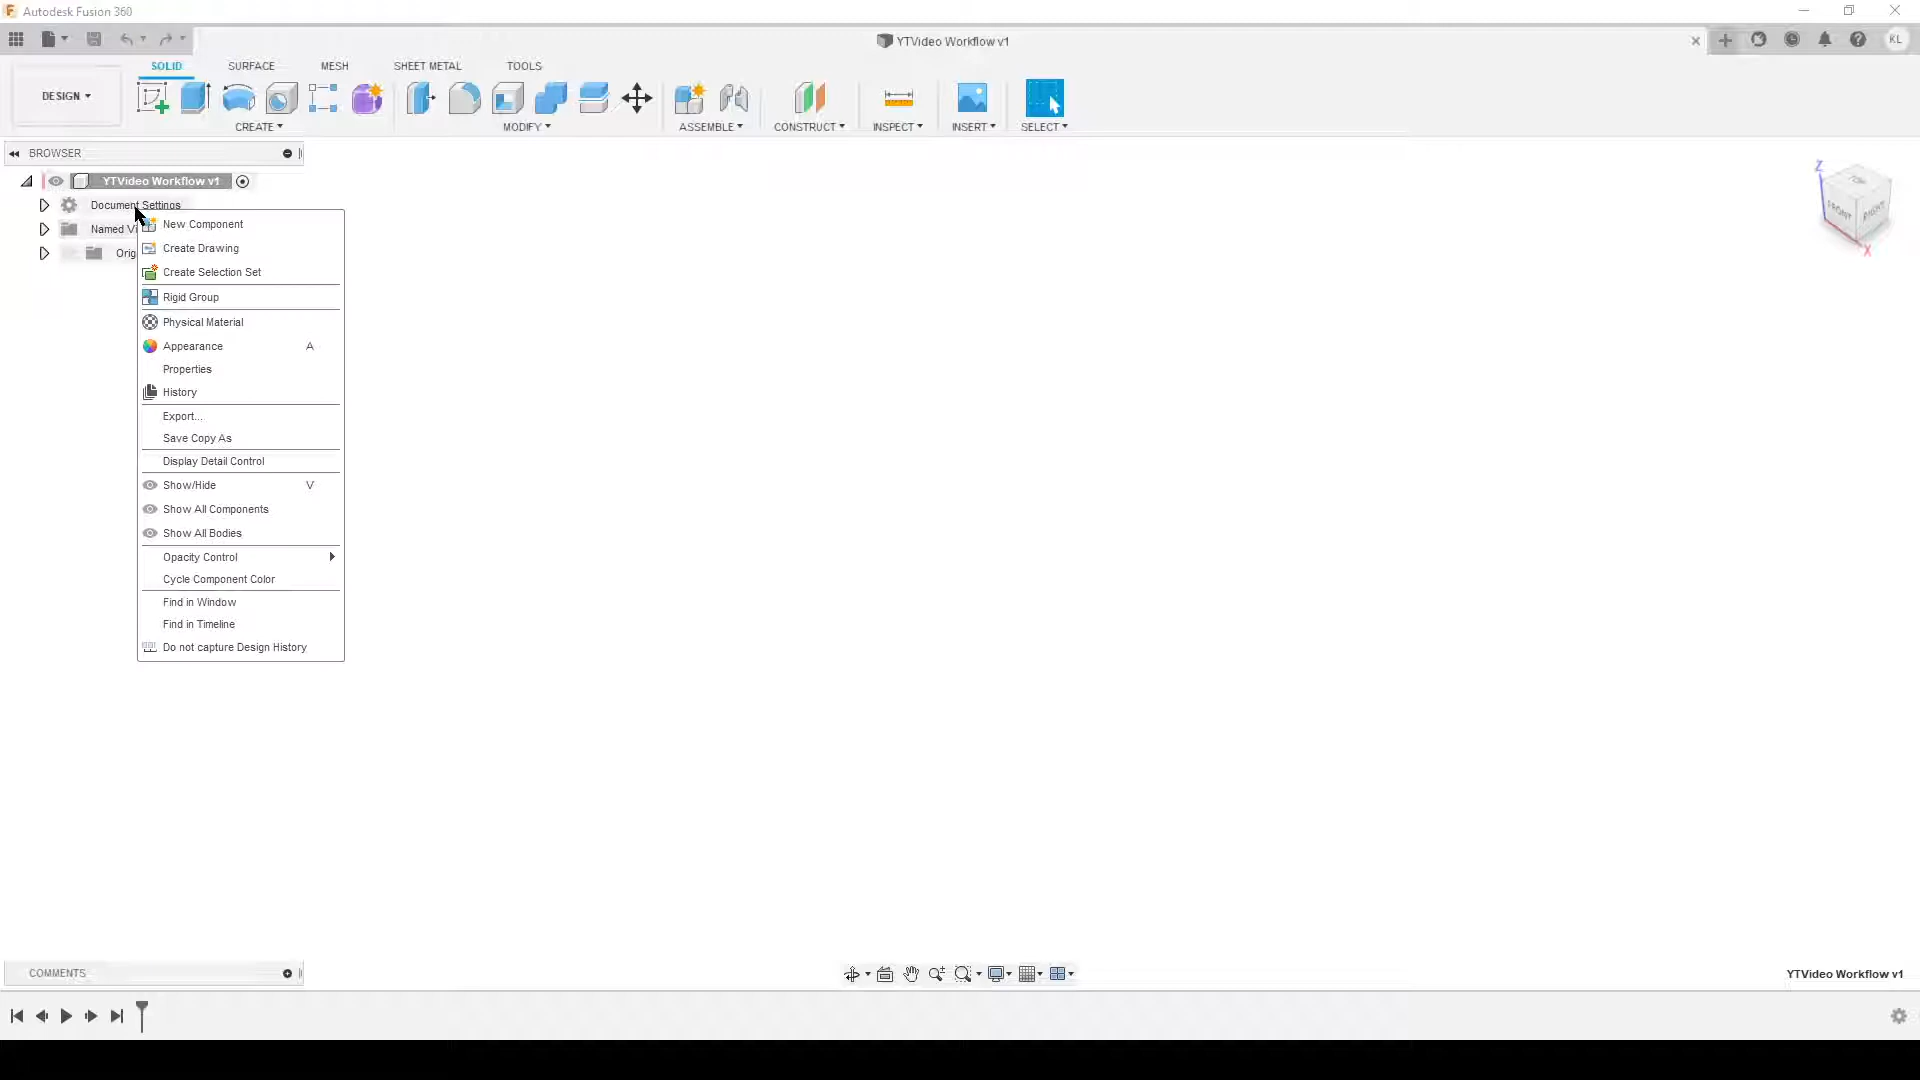 Autodesk Fusion 360
YTVideo Workflow v1
KL
SOLID SURFACE MESH SHEET METAL TOOLS
DESIGN
CREATE MODIFY ASSEMBLE CONSTRUCT INSPECT INSERT SELECT
BROWSER
YTVideo Workflow v1
Document Settings
Named Vi
Orig
New Component
Create Drawing
Create Selection Set
Rigid Group
Physical Material
Appearance A
Properties
History
Export...
Save Copy As
Display Detail Control
Show/Hide V
Show All Components
Show All Bodies
Opacity Control
Cycle Component Color
Find in Window
Find in Timeline
Do not capture Design History
Z
TOP
FRONT RIGHT
X
COMMENTS
YTVideo Workflow v1